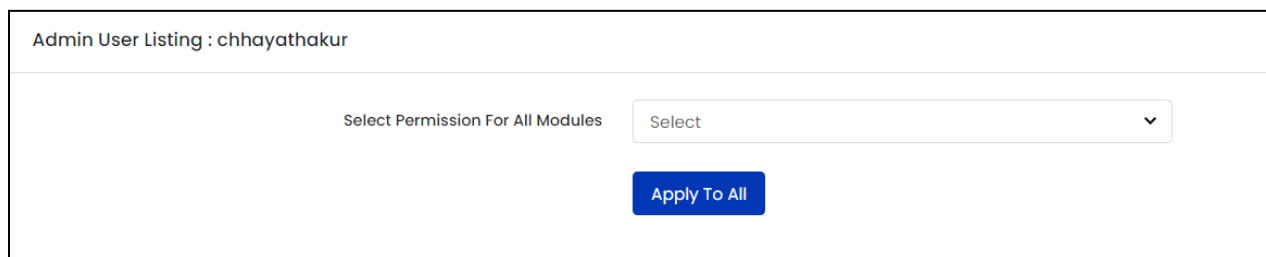 Admin User Listing : chhayathakur
Select Permission For All Modules
Select
Apply To All